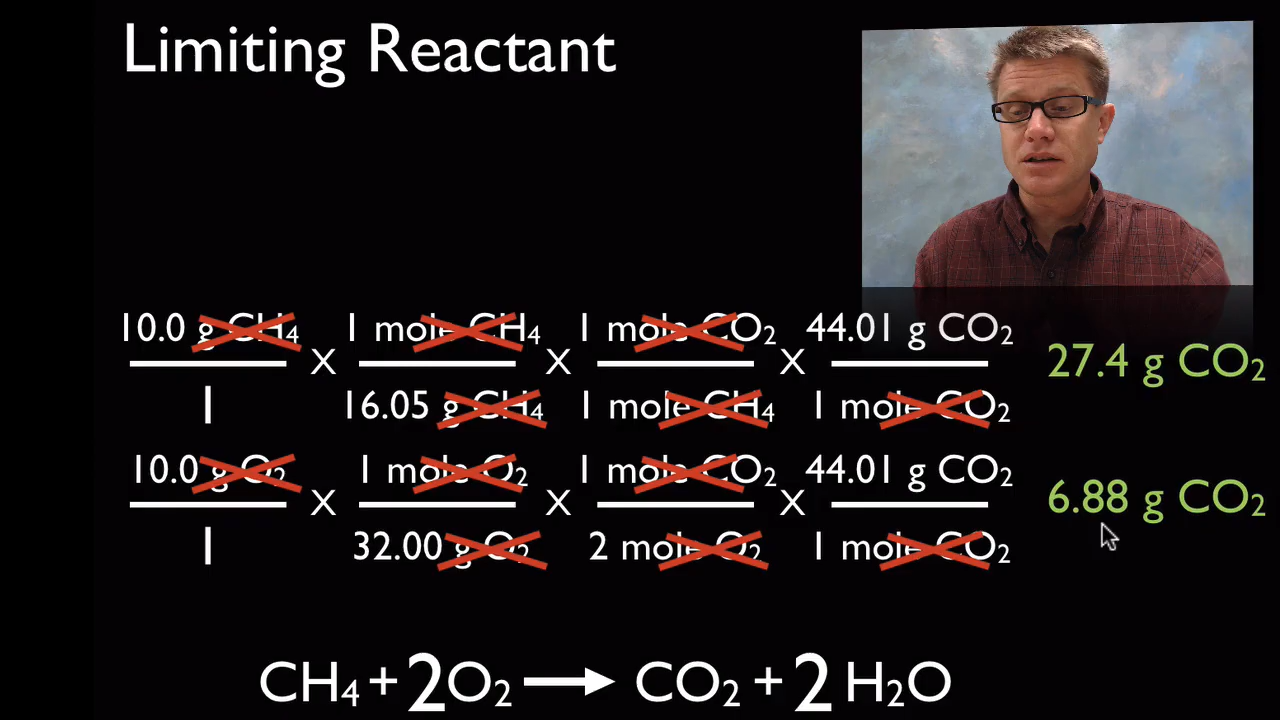 Limiting Reactant
10.0 g CH₄ 1 mole CH₄ 1 mole CO₂ 44.01 g CO₂
X X X 27.4 g CO₂
1 16.05 g CH₄ 1 mole CH₄ 1 mole CO₂
10.0 g O₂ 1 mole O₂ 1 mole CO₂ 44.01 g CO₂
X X X 6.88 g CO₂
1 32.00 g O₂ 2 mole O₂ 1 mole CO₂
CH₄ + 2O₂ → CO₂ + 2 H₂O